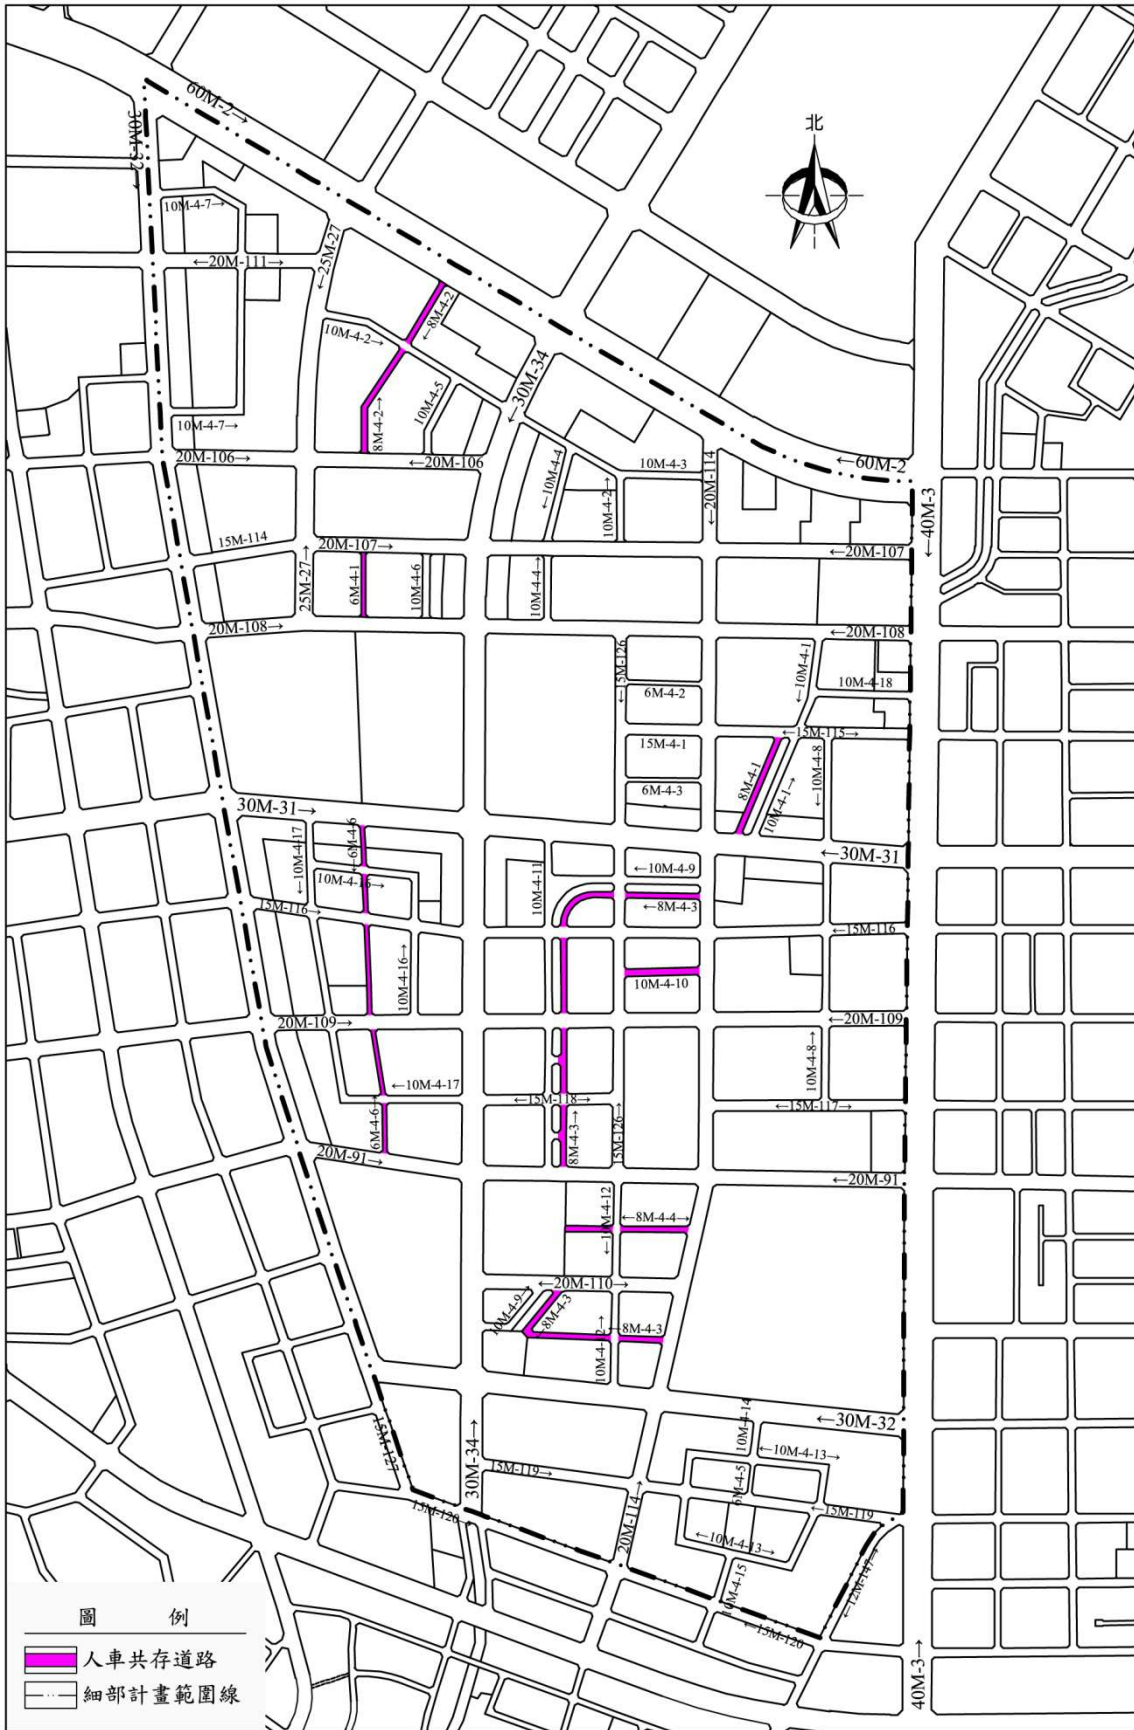 60M-2→
30M-32→
北
10M-4-7→
←25M-27
←20M-111→
←8M-4-2
10M-4-2→
←30M-34
10M-4-5
8M-4-2→
10M-4-7→
20M-106→
←20M-106
←10M-4-4
10M-4-3
10M-4-2→
←20M-114
←60M-2
←40M-3
15M-114
20M-107→
←20M-107
25M-27→
6M-4-1
10M-4-6
10M-4-4→
20M-108→
←20M-108
←15M-126
←10M-4-1
10M-4-18
6M-4-2
←15M-115→
15M-4-1
8M-4-1
10M-4-1→
←10M-4-8
6M-4-3
30M-31→
←30M-31
←6M-4-6
←10M-4-17
10M-4-16→
10M-4-11
←10M-4-9
15M-116→
←8M-4-3
←15M-116
10M-4-16→
10M-4-10
20M-109→
←20M-109
10M-4-8→
←10M-4-17
←15M-118→
←15M-117→
6M-4-6→
8M-4-3→
15M-126→
20M-91→
←20M-91
←10M-4-12
←8M-4-4→
←20M-110→
10M-4-9→
←8M-4-3
←8M-4-3
10M-4-12→
←30M-32
10M-4-14
←10M-4-13→
15M-127
30M-34→
15M-119→
6M-4-5
←15M-119
15M-120→
20M-114→
←10M-4-13→
10M-4-15
←12M-147→
←15M-120
40M-3→
圖 例
人車共存道路
細部計畫範圍線